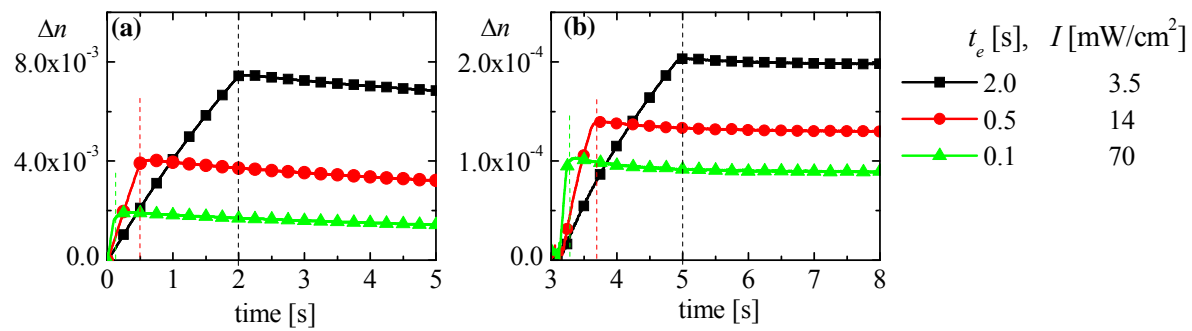 Δn (a)
8.0x10⁻³
4.0x10⁻³
0.0
0 1 2 3 4 5
time [s]
Δn (b)
2.0x10⁻⁴
1.0x10⁻⁴
0.0
3 4 5 6 7 8
time [s]
tₑ [s], I [mW/cm²]
2.0 3.5
0.5 14
0.1 70